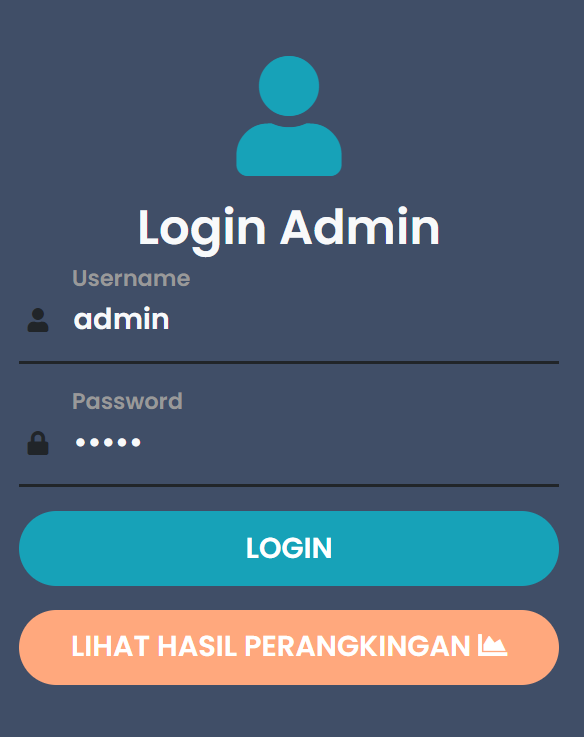 Login Admin
Username
admin
Password
•••••
LOGIN
LIHAT HASIL PERANGKINGAN